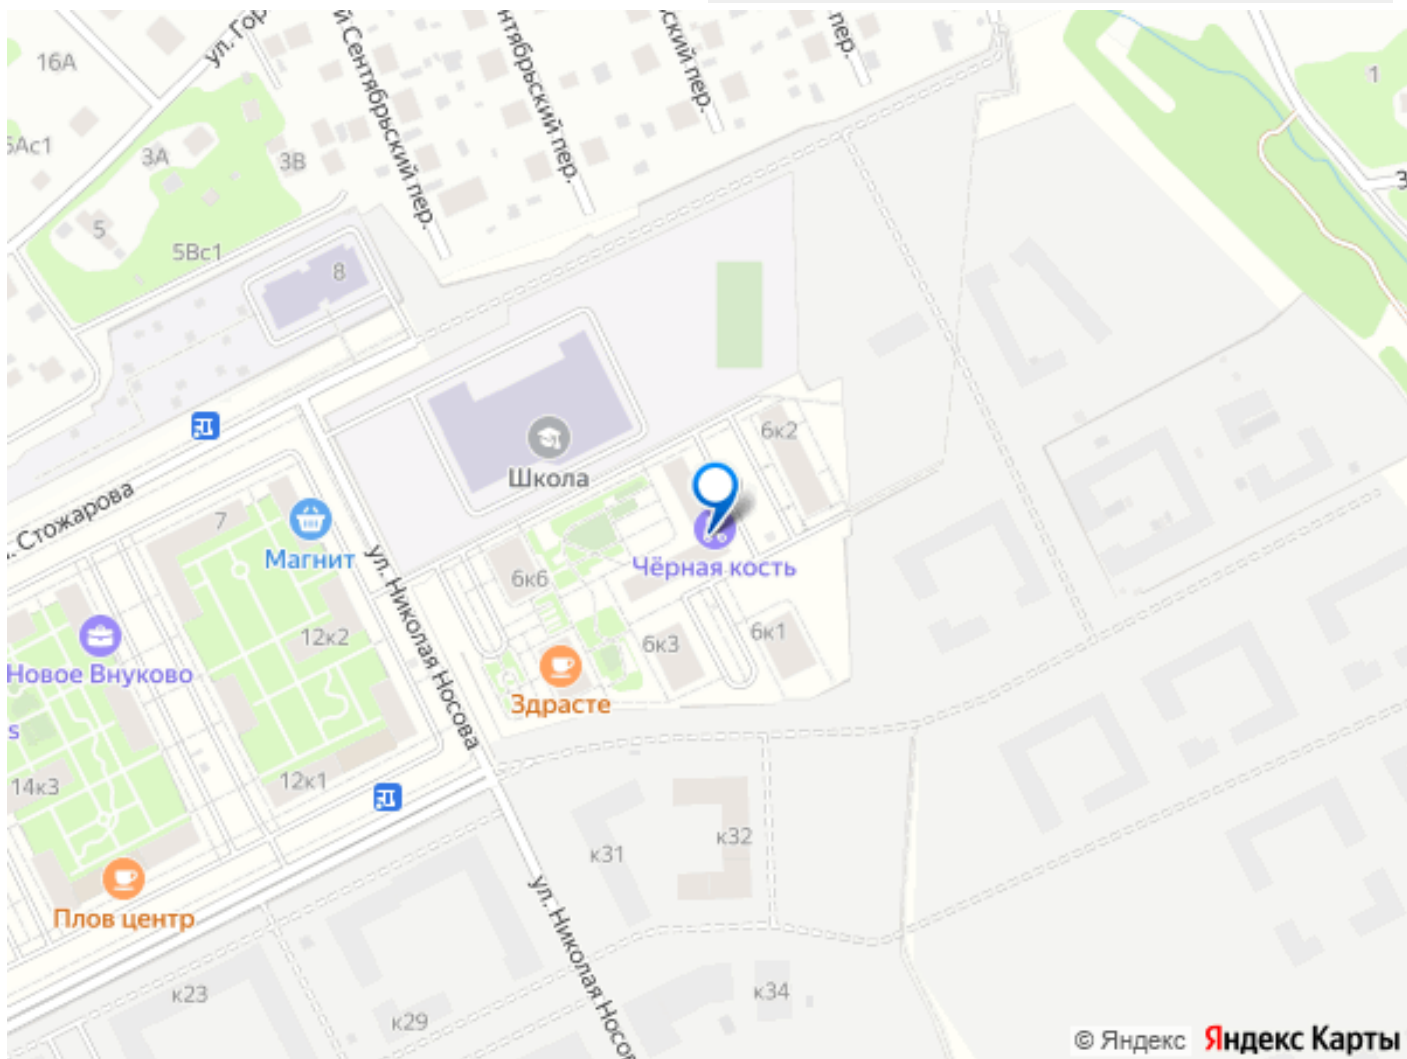 16А
ул. Гор
й Сентябрьский пер.
нтябрьский пер.
ский пер.
пер.
1
3
6Ас1
3А
3В
5
5Вс1
8
6к2
Школа
. Стожарова
7
Магнит
ул. Николая Носова
6к6
Чёрная кость
12к2
6к3
6к1
Новое Внуково
Здрасте
s
14к3
12к1
к32
к31
Плов центр
ул. Николая Носо
к23
к34
к29
© Яндекс Яндекс Карты